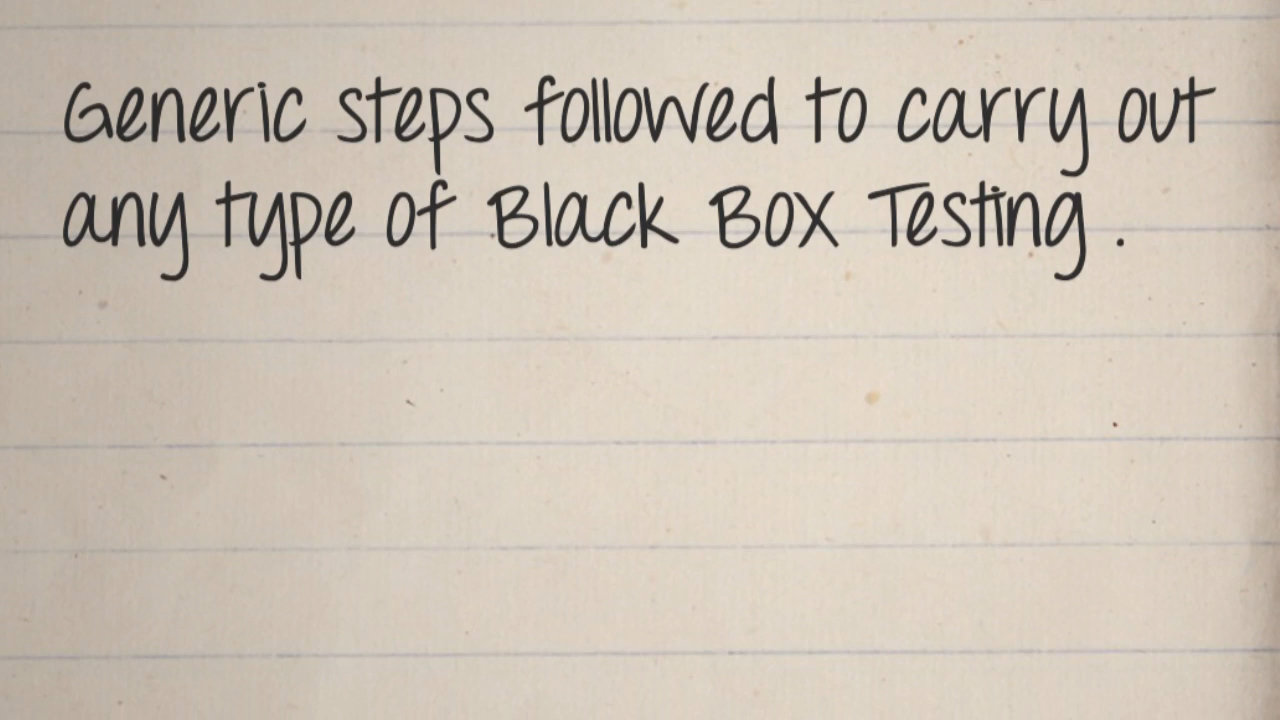 Generic steps followed to carry out
any type of Black Box Testing .